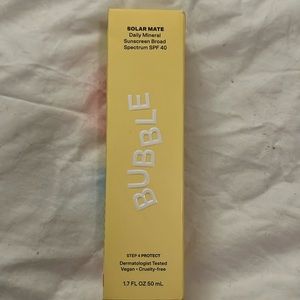 SOLAR MATE
Daily Mineral
Sunscreen Broad
Spectrum SPF 40
BUBBLE
STEP 4 PROTECT
Dermatologist Tested
Vegan • Cruelty-free
1.7 FL OZ 50 mL